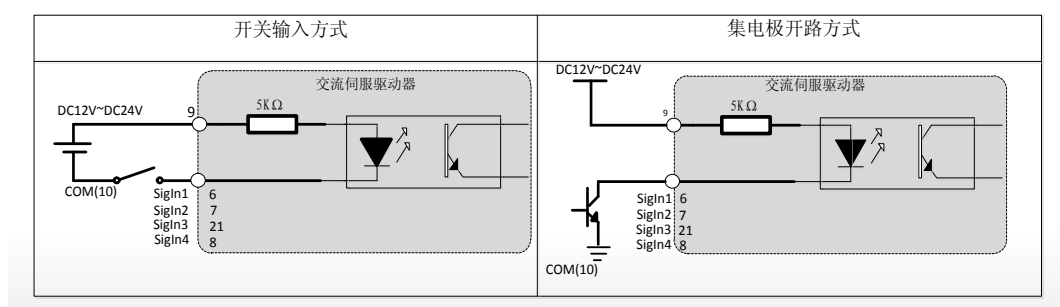 开关输入方式
集电极开路方式
交流伺服驱动器
DC12V~DC24V
9
5KΩ
COM(10)
SigIn1 6
SigIn2 7
SigIn3 21
SigIn4 8
DC12V~DC24V
交流伺服驱动器
9
5KΩ
SigIn1 6
SigIn2 7
SigIn3 21
SigIn4 8
COM(10)